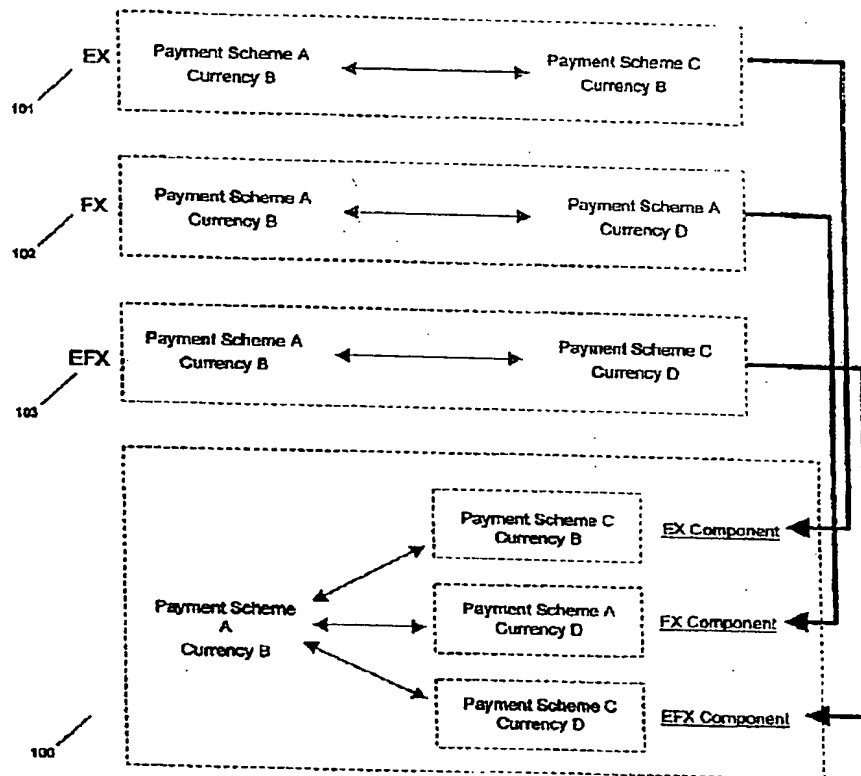 EX
Payment Scheme A
Currency B
Payment Scheme C
Currency B
101
FX
Payment Scheme A
Currency B
Payment Scheme A
Currency D
102
EFX
Payment Scheme A
Currency B
Payment Scheme C
Currency D
103
Payment Scheme C
Currency B
EX Component
Payment Scheme
A
Currency B
Payment Scheme A
Currency D
FX Component
Payment Scheme C
Currency D
EFX Component
100